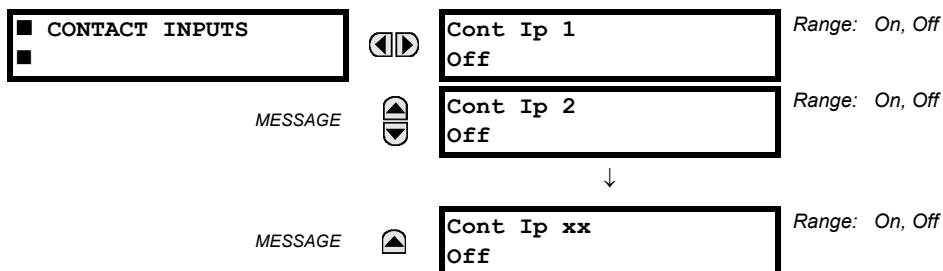 ■ CONTACT INPUTS
■
Cont Ip 1
Off
Range: On, Off
MESSAGE
Cont Ip 2
Off
Range: On, Off
↓
MESSAGE
Cont Ip xx
Off
Range: On, Off